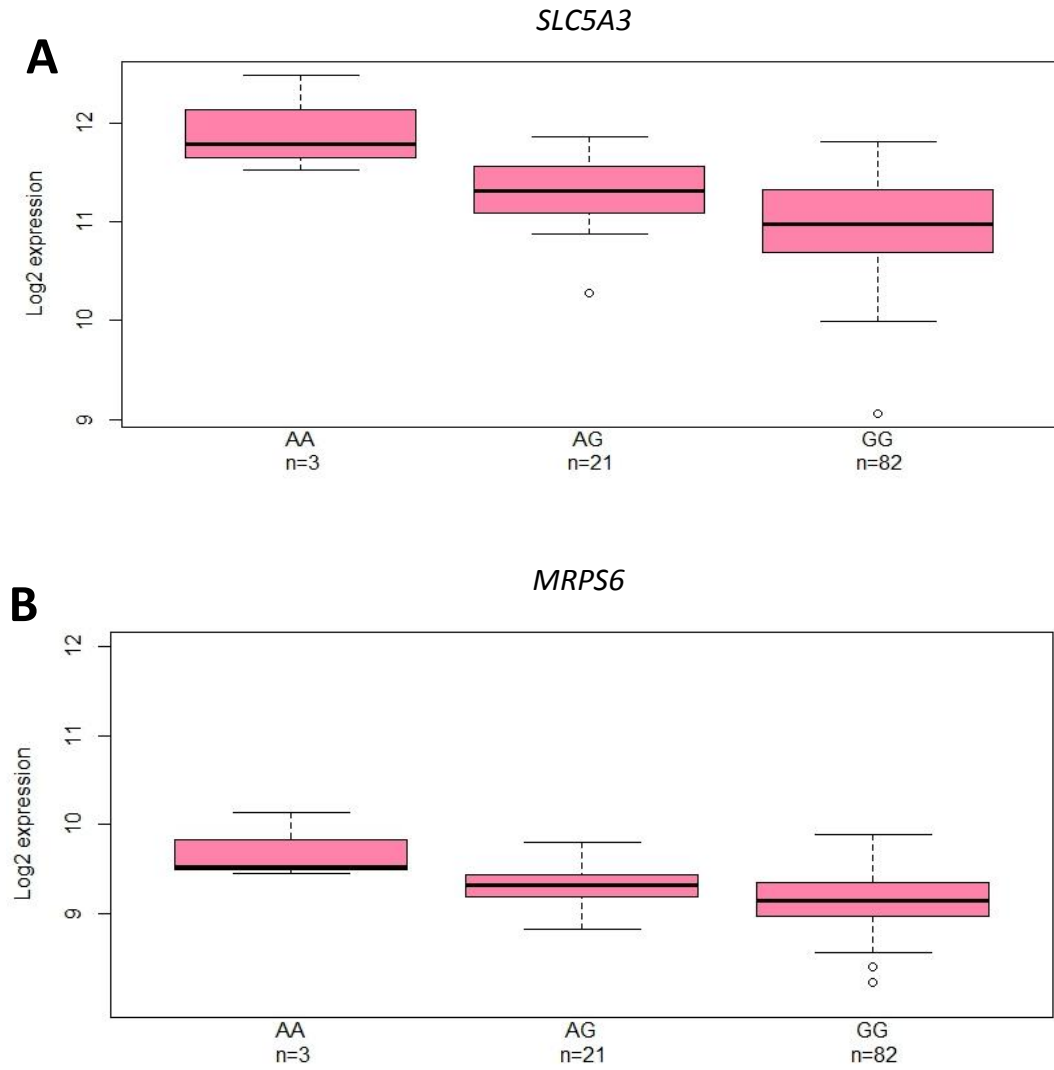 SLC5A3
A
Log2 expression
12
11
10
9
AA AG GG
n=3 n=21 n=82
MRPS6
B
Log2 expression
12
11
10
9
AA AG GG
n=3 n=21 n=82